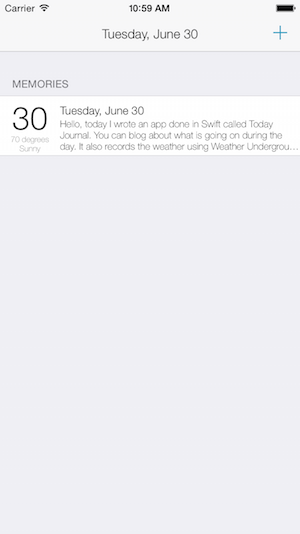 Carrier 10:59 AM
Tuesday, June 30 +
MEMORIES
30
70 degrees
Sunny
Tuesday, June 30
Hello, today I wrote an app done in Swift called Today
Journal. You can blog about what is going on during the
day. It also records the weather using Weather Undergrou…